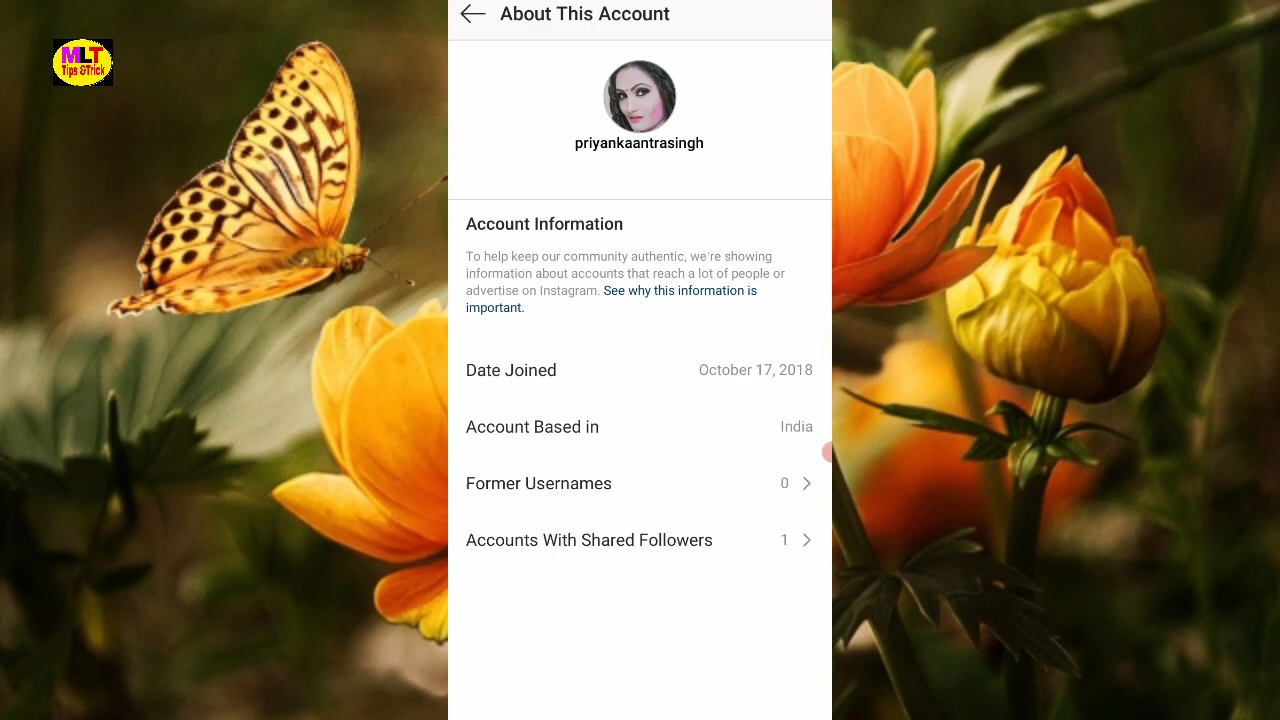 MLT
Tips &Trick
About This Account
priyankaantrasingh
Account Information
To help keep our community authentic, we're showing
information about accounts that reach a lot of people or
advertise on Instagram. See why this information is
important.
Date Joined October 17, 2018
Account Based in India
Former Usernames 0
Accounts With Shared Followers 1